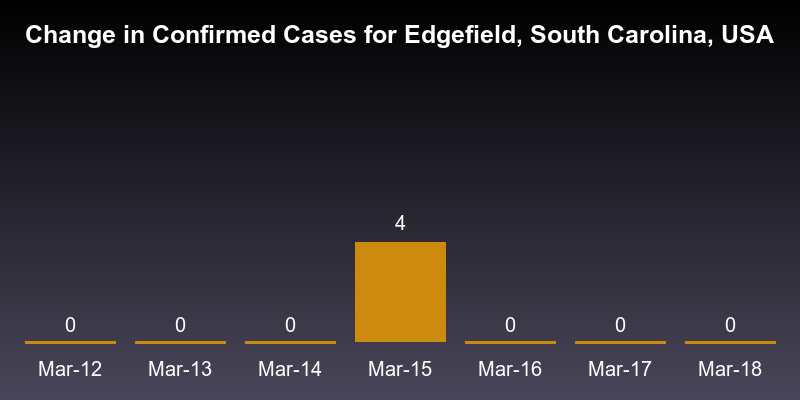 Change in Confirmed Cases for Edgefield, South Carolina, USA
4
0 0 0 0 0 0
Mar-12 Mar-13 Mar-14 Mar-15 Mar-16 Mar-17 Mar-18